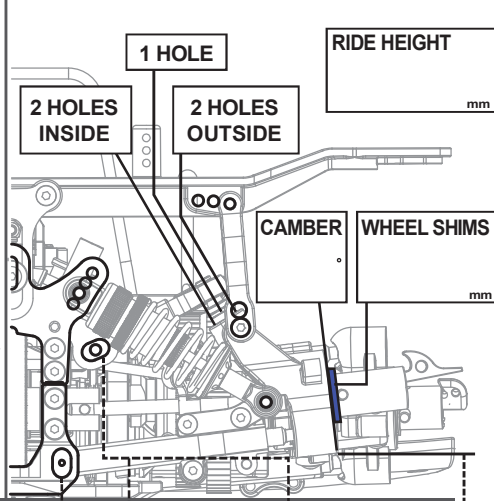 RIDE HEIGHT
mm
1 HOLE
2 HOLES
INSIDE
2 HOLES
OUTSIDE
CAMBER
°
WHEEL SHIMS
mm